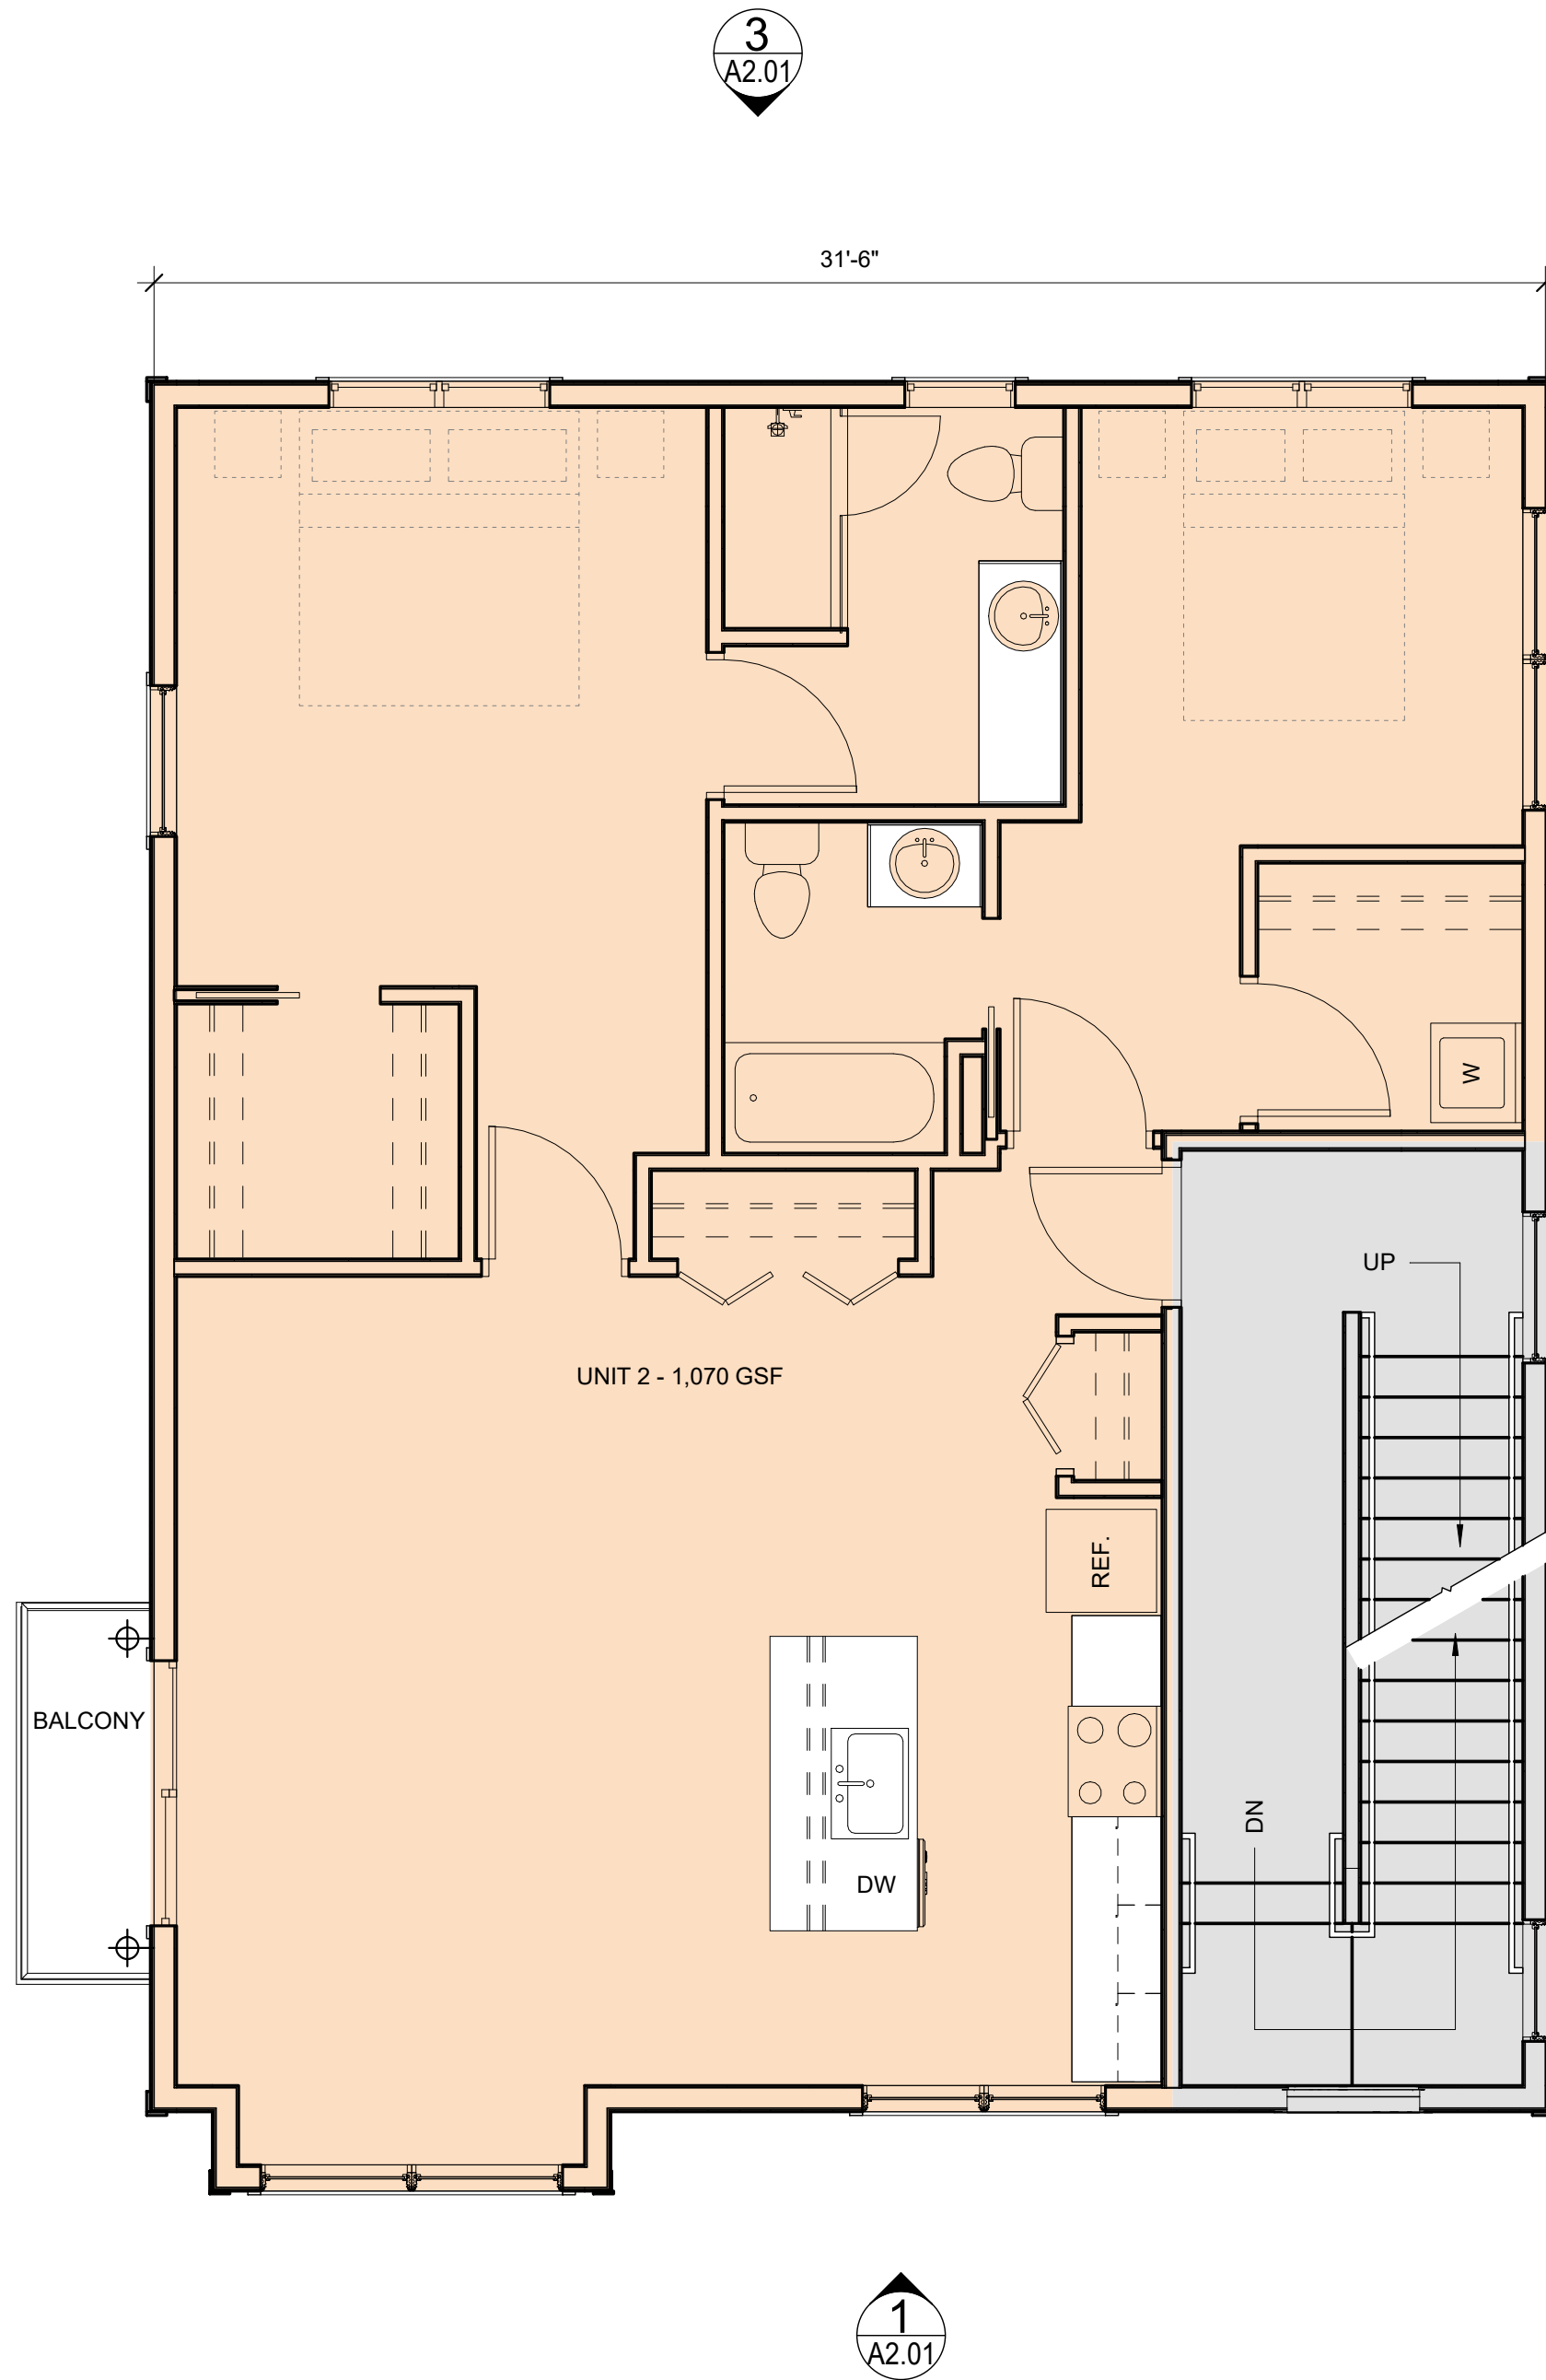 3
A2.01
31'-6"
W
UP
UNIT 2 - 1,070 GSF
REF.
BALCONY
DN
DW
1
A2.01